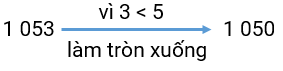 vì 3 < 5
1 053 1 050
làm tròn xuống